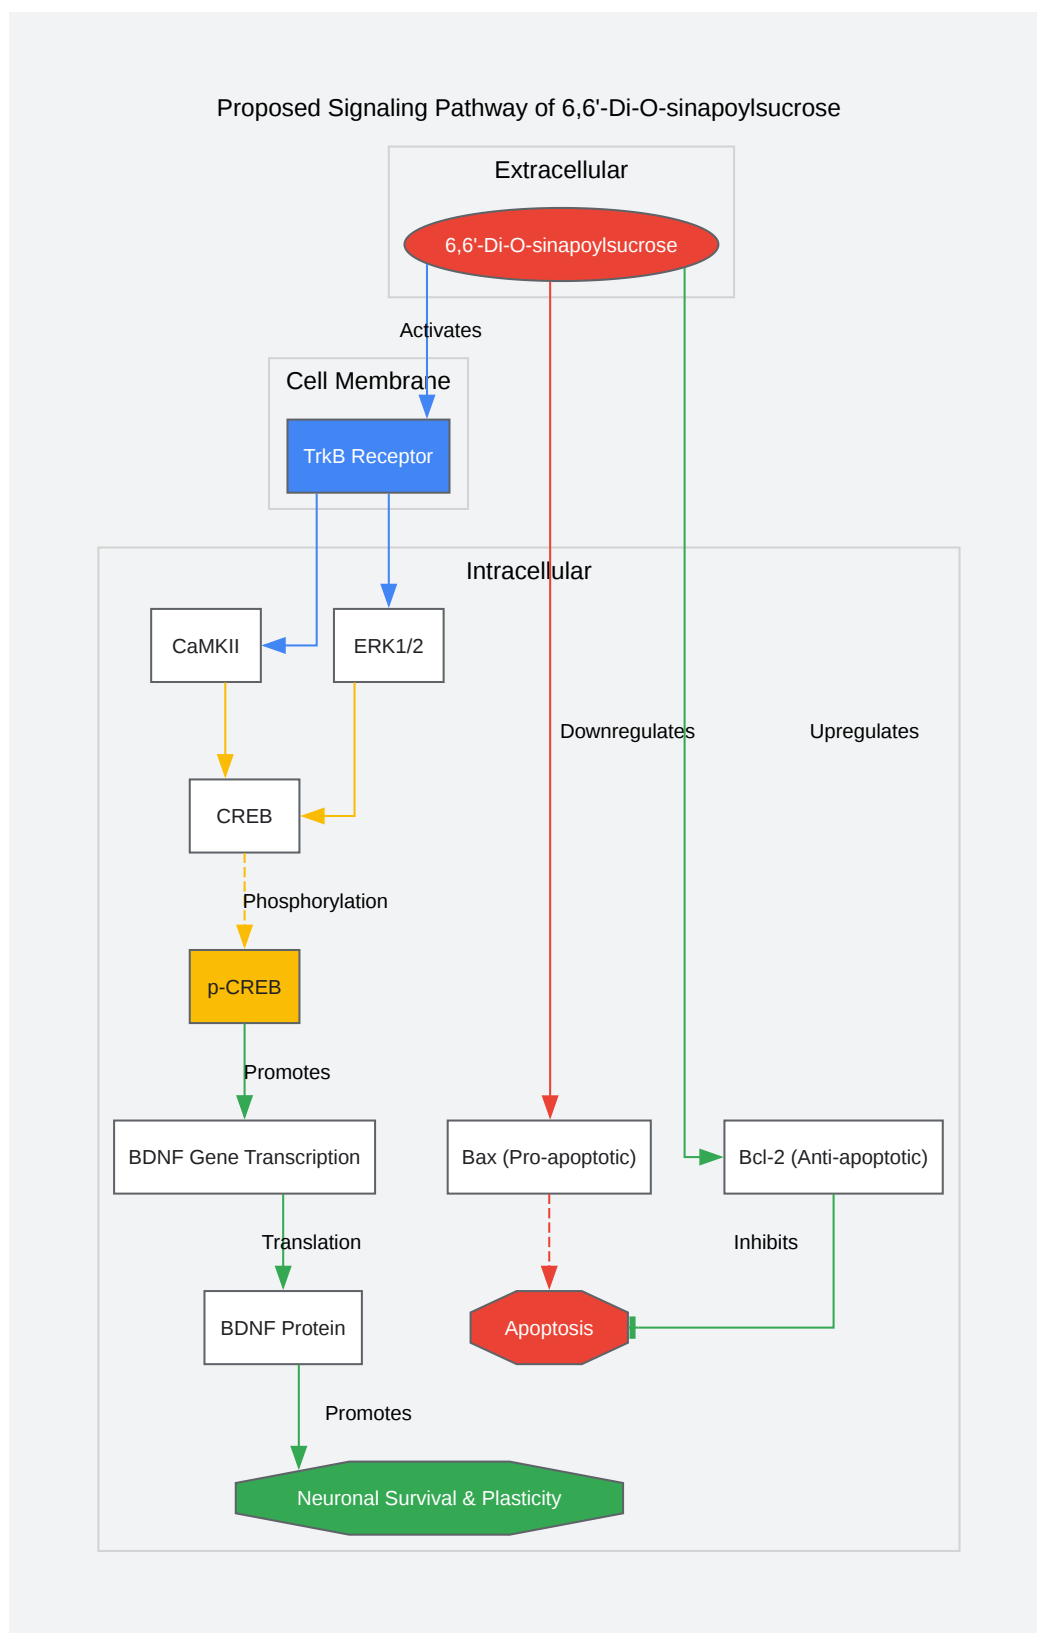 Proposed Signaling Pathway of 6,6'-Di-O-sinapoylsucrose
Extracellular
6,6'-Di-O-sinapoylsucrose
Activates
Cell Membrane
TrkB Receptor
Intracellular
CaMKII
ERK1/2
Downregulates
Upregulates
CREB
Phosphorylation
p-CREB
Promotes
BDNF Gene Transcription
Bax (Pro-apoptotic)
Bcl-2 (Anti-apoptotic)
Translation
Inhibits
BDNF Protein
Apoptosis
Promotes
Neuronal Survival & Plasticity